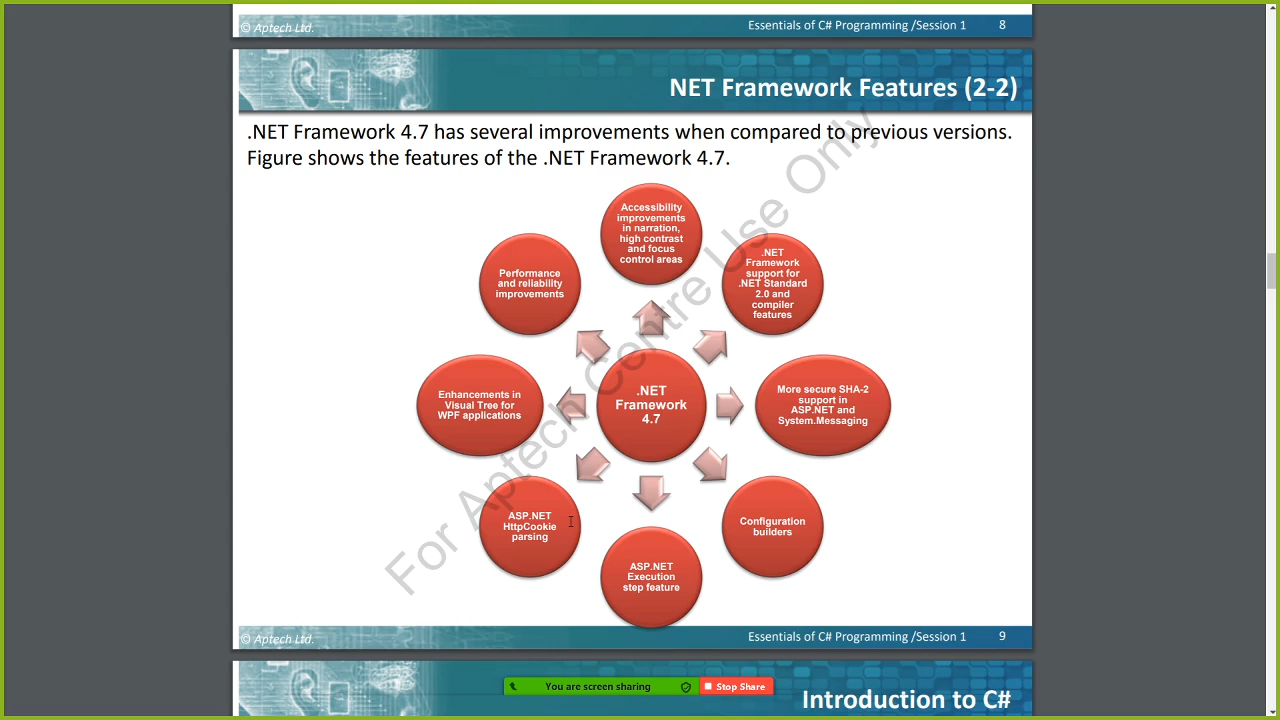 © Aptech Ltd.
Essentials of C# Programming /Session 1
8
NET Framework Features (2-2)
.NET Framework 4.7 has several improvements when compared to previous versions.
Figure shows the features of the .NET Framework 4.7.
Accessibility
improvements
in narration,
high contrast
and focus
control areas
.NET
Framework
support for
.NET Standard
2.0 and
compiler
features
More secure SHA-2
support in
ASP.NET and
System.Messaging
Configuration
builders
ASP.NET
Execution
step feature
ASP.NET
HttpCookie
parsing
Enhancements in
Visual Tree for
WPF applications
Performance
and reliability
improvements
.NET
Framework
4.7
For Aptech Centre Use Only
© Aptech Ltd.
Essentials of C# Programming /Session 1
9
You are screen sharing
Stop Share
Introduction to C#